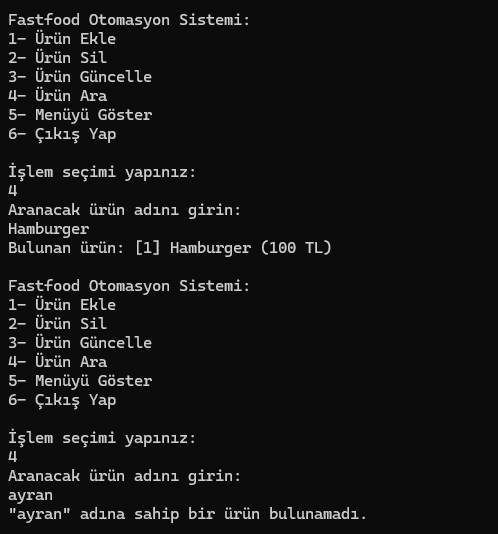 Fastfood Otomasyon Sistemi:
1- Ürün Ekle
2- Ürün Sil
3- Ürün Güncelle
4- Ürün Ara
5- Menüyü Göster
6- Çıkış Yap

İşlem seçimi yapınız:
4
Aranacak ürün adını girin:
Hamburger
Bulunan ürün: [1] Hamburger (100 TL)

Fastfood Otomasyon Sistemi:
1- Ürün Ekle
2- Ürün Sil
3- Ürün Güncelle
4- Ürün Ara
5- Menüyü Göster
6- Çıkış Yap

İşlem seçimi yapınız:
4
Aranacak ürün adını girin:
ayran
"ayran" adına sahip bir ürün bulunamadı.